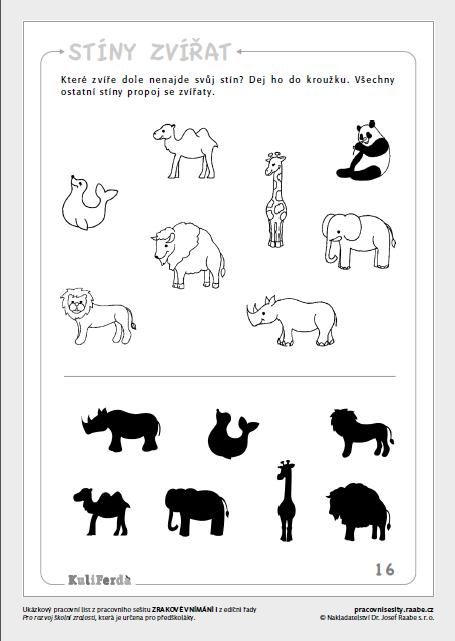 STÍNY ZVÍŘAT
Které zvíře dole nenajde svůj stín? Dej ho do kroužku. Všechny
ostatní stíny propoj se zvířaty.
16
KuliFerda
Ukázkový pracovní list z pracovního sešitu ZRAKOVÉ VNÍMÁNÍ I z ediční řady
pracovnisesity.raabe.cz
Pro rozvoj školní zralosti, která je určena pro předškoláky.
© Nakladatelství Dr. Josef Raabe s. r. o.